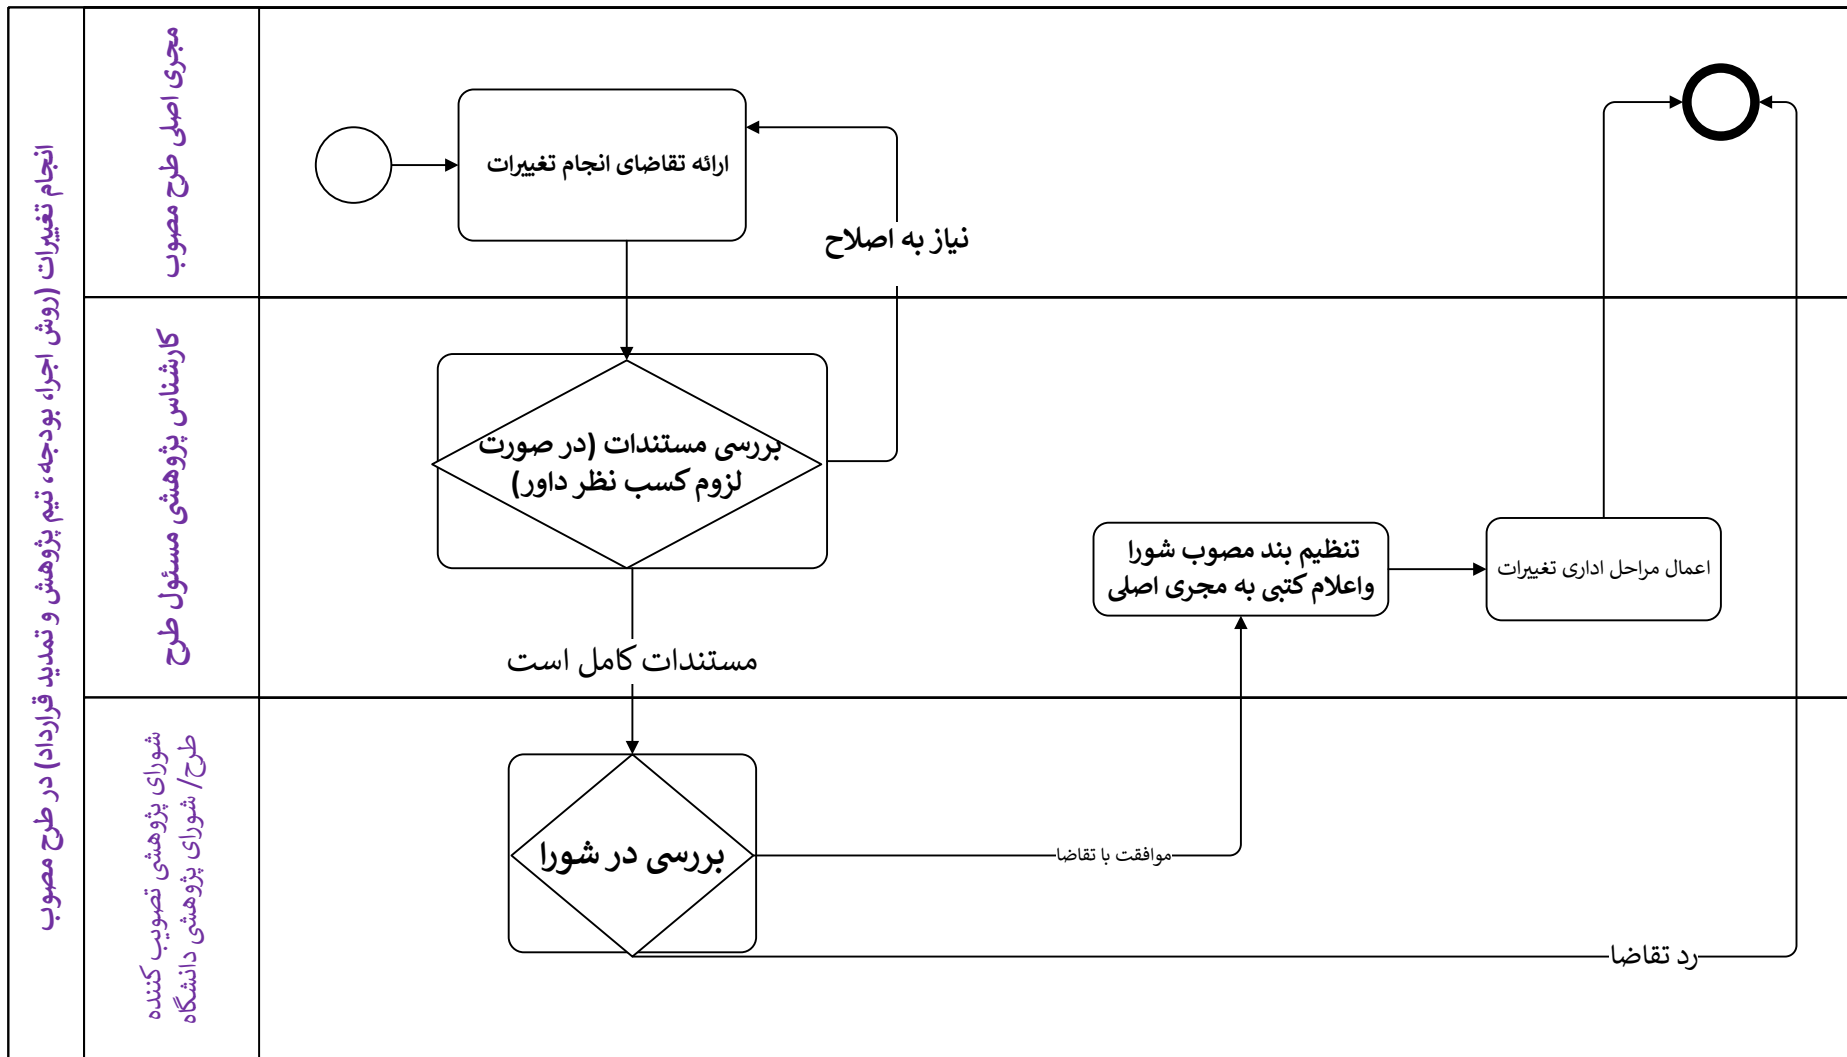 انجام تغییرات (روش اجرا، بودجه، تیم پژوهش و تمدید قرارداد) در طرح مصوب
مجری اصلی طرح مصوب
ارائه تقاضای انجام تغییرات
نیاز به اصلاح
کارشناس پژوهشی مسئول طرح
بررسی مستندات (در صورت
لزوم کسب نظر داور)
مستندات کامل است
تنظیم بند مصوب شورا
واعلام کتبی به مجری اصلی
اعمال مراحل اداری تغییرات
شورای پژوهشی تصویب کننده
طرح/ شورای پژوهشی دانشگاه
بررسی در شورا
موافقت با تقاضا
رد تقاضا